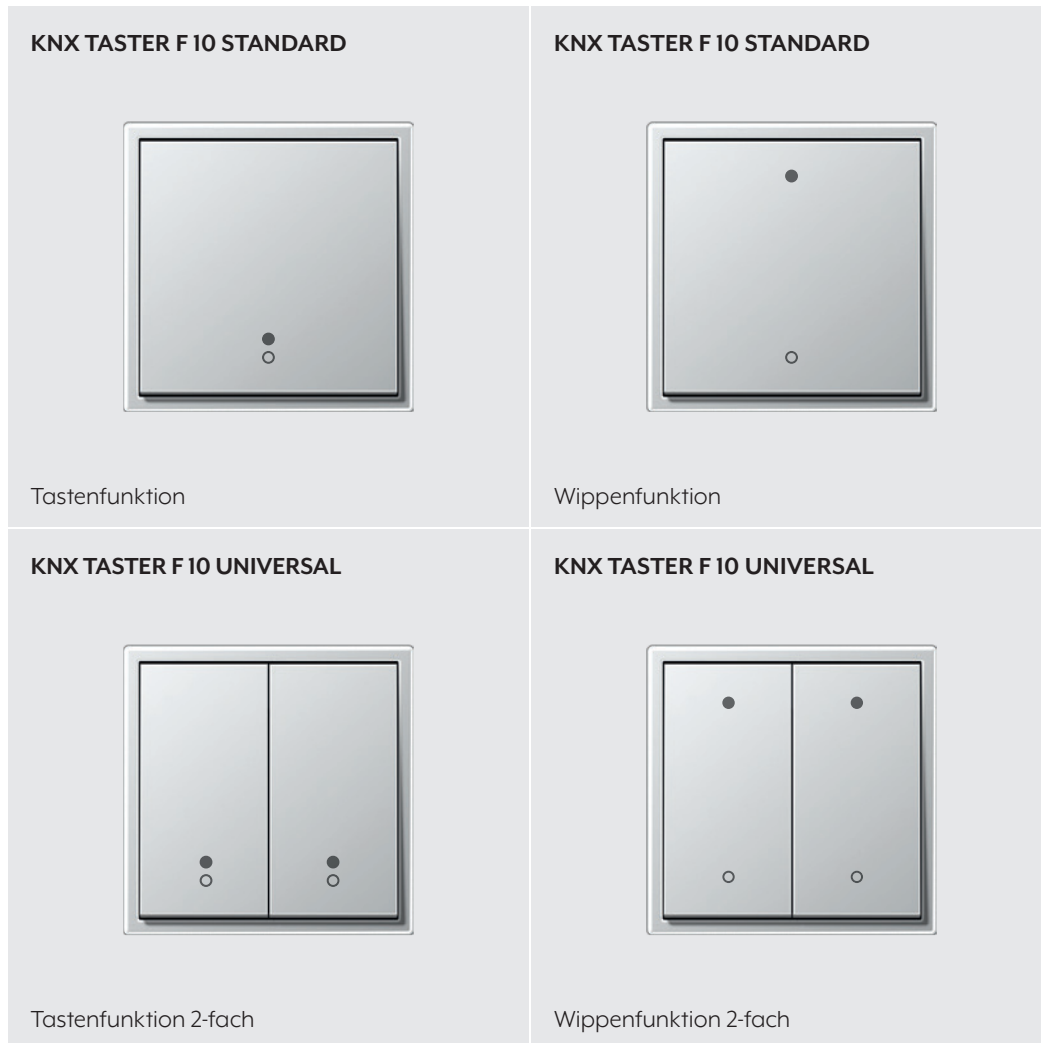 KNX TASTER F 10 STANDARD
Tastenfunktion
KNX TASTER F 10 STANDARD
Wippenfunktion
KNX TASTER F 10 UNIVERSAL
Tastenfunktion 2-fach
KNX TASTER F 10 UNIVERSAL
Wippenfunktion 2-fach